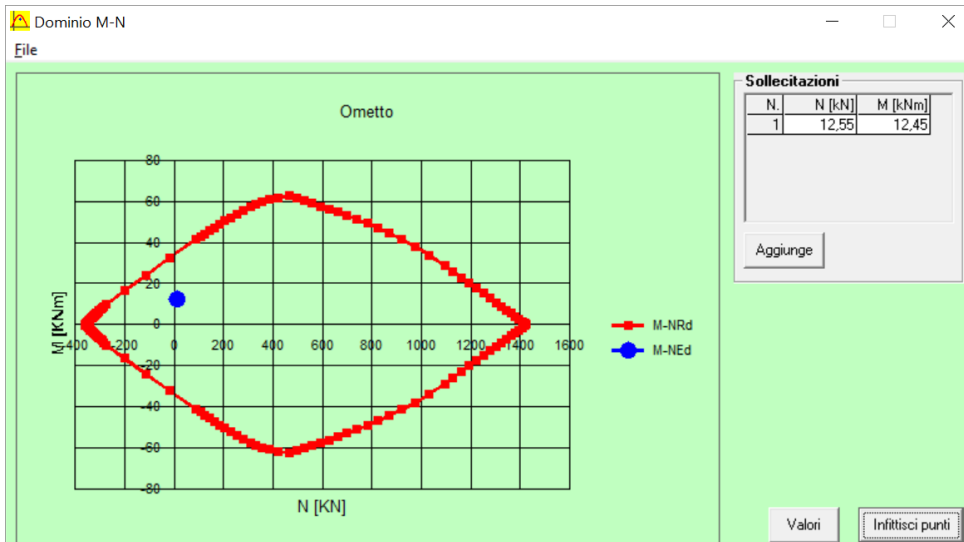 Dominio M-N
File
Ometto
80
60
40
20
0
-20
-40
-60
-80
-400 -200 0 200 400 600 800 1000 1200 1400 1600
M [KNm]
N [KN]
M-NRd
M-NEd
Sollecitazioni
N. N [kN] M [kNm]
1 12,55 12,45
Aggiunge
Valori
Infittisci punti